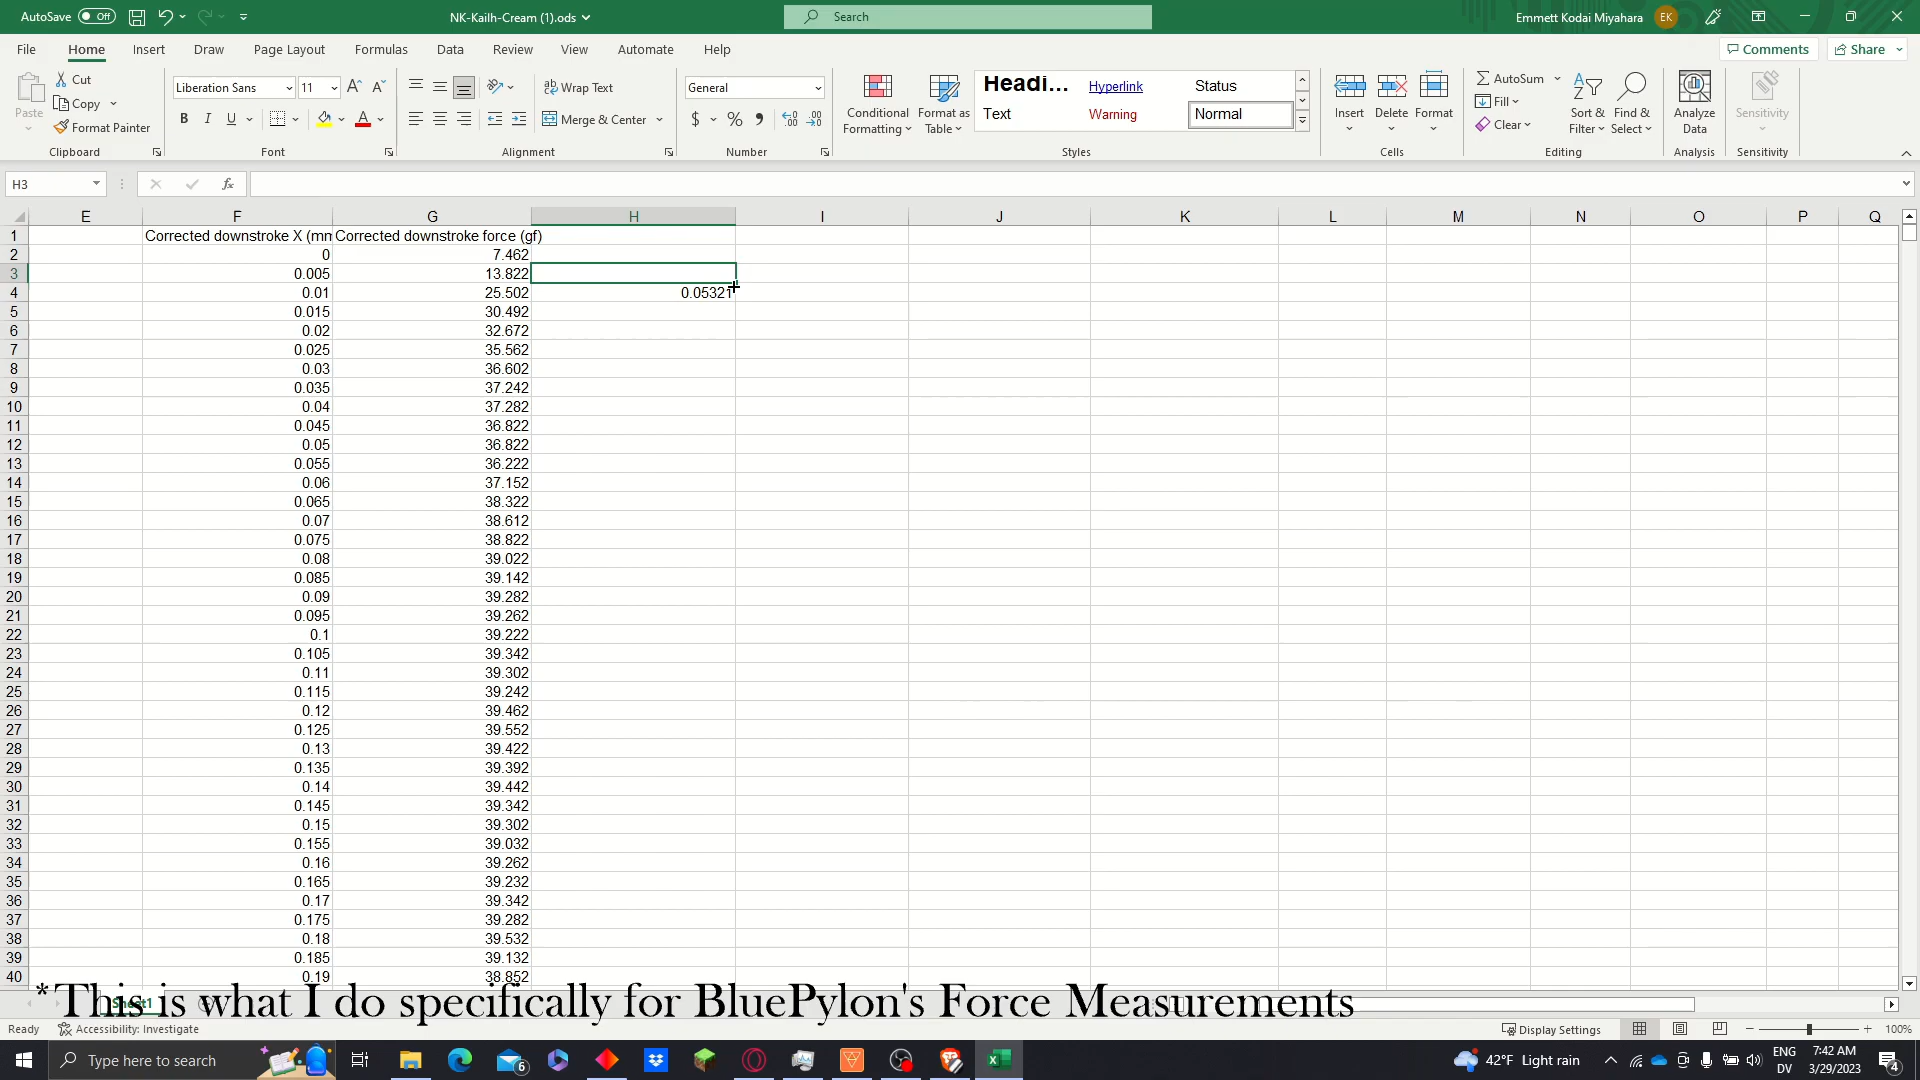 AutoSave Off NK-Kailh-Cream (1).ods Search Emmett Kodai Miyahara EK
File Home Insert Draw Page Layout Formulas Data Review View Automate Help Comments Share
Cut
Copy
Format Painter
Paste
Clipboard
Liberation Sans 11
B I U
Font
Wrap Text
Merge & Center
Alignment
General
$ % 9
Number
Conditional Formatting
Format as Table
Headi... Hyperlink Status
Text Warning Normal
Styles
Insert Delete Format
Cells
AutoSum
Fill
Clear
Sort & Filter
Find & Select
Editing
Analyze Data
Analysis
Sensitivity
Sensitivity
H3 fx
E F G H I J K L M N O P Q
1 Corrected downstroke X (mm Corrected downstroke force (gf)
2 0 7.462
3 0.005 13.822
4 0.01 25.502 0.05321
5 0.015 30.492
6 0.02 32.672
7 0.025 35.562
8 0.03 36.602
9 0.035 37.242
10 0.04 37.282
11 0.045 36.822
12 0.05 36.822
13 0.055 36.222
14 0.06 37.152
15 0.065 38.322
16 0.07 38.612
17 0.075 38.822
18 0.08 39.022
19 0.085 39.142
20 0.09 39.282
21 0.095 39.262
22 0.1 39.222
23 0.105 39.342
24 0.11 39.302
25 0.115 39.242
26 0.12 39.462
27 0.125 39.552
28 0.13 39.422
29 0.135 39.392
30 0.14 39.442
31 0.145 39.342
32 0.15 39.302
33 0.155 39.032
34 0.16 39.262
35 0.165 39.232
36 0.17 39.342
37 0.175 39.282
38 0.18 39.532
39 0.185 39.132
40 0.19 38.852
Sheet1
*This is what I do specifically for BluePylon's Force Measurements
Ready Accessibility: Investigate Display Settings 100%
Type here to search 6 42°F Light rain ENG DV 7:42 AM 3/29/2023 4